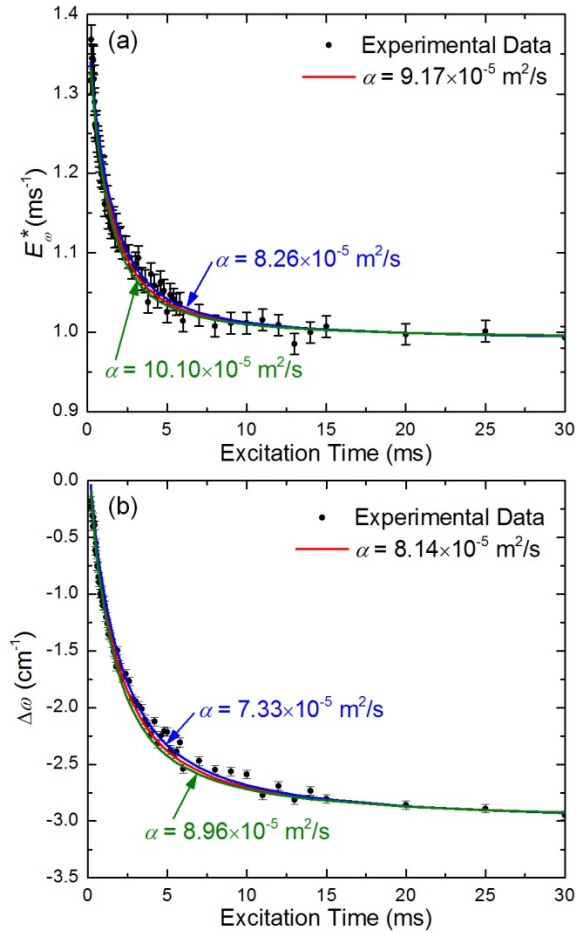 (a)
Experimental Data
α = 9.17×10⁻⁵ m²/s
1.4
1.3
1.2
1.1
1.0
0.9
E*ω (ms⁻¹)
α = 8.26×10⁻⁵ m²/s
α = 10.10×10⁻⁵ m²/s
0 5 10 15 20 25 30
Excitation Time (ms)
(b)
Experimental Data
α = 8.14×10⁻⁵ m²/s
0.0
-0.5
-1.0
-1.5
-2.0
-2.5
-3.0
-3.5
Δω (cm⁻¹)
α = 7.33×10⁻⁵ m²/s
α = 8.96×10⁻⁵ m²/s
0 5 10 15 20 25 30
Excitation Time (ms)